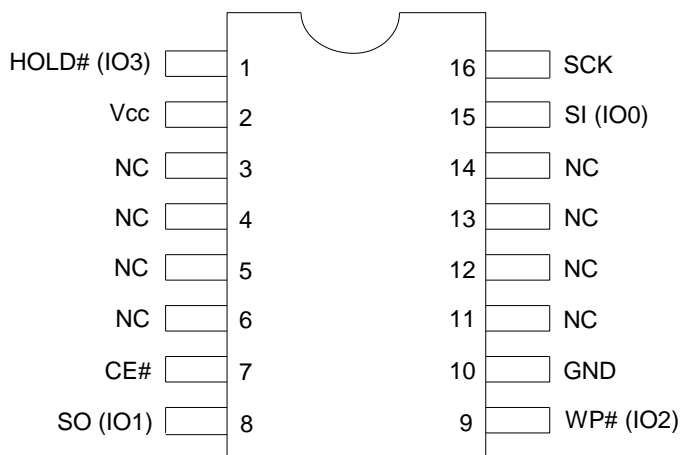 HOLD# (IO3) 1 16 SCK
Vcc 2 15 SI (IO0)
NC 3 14 NC
NC 4 13 NC
NC 5 12 NC
NC 6 11 NC
CE# 7 10 GND
SO (IO1) 8 9 WP# (IO2)